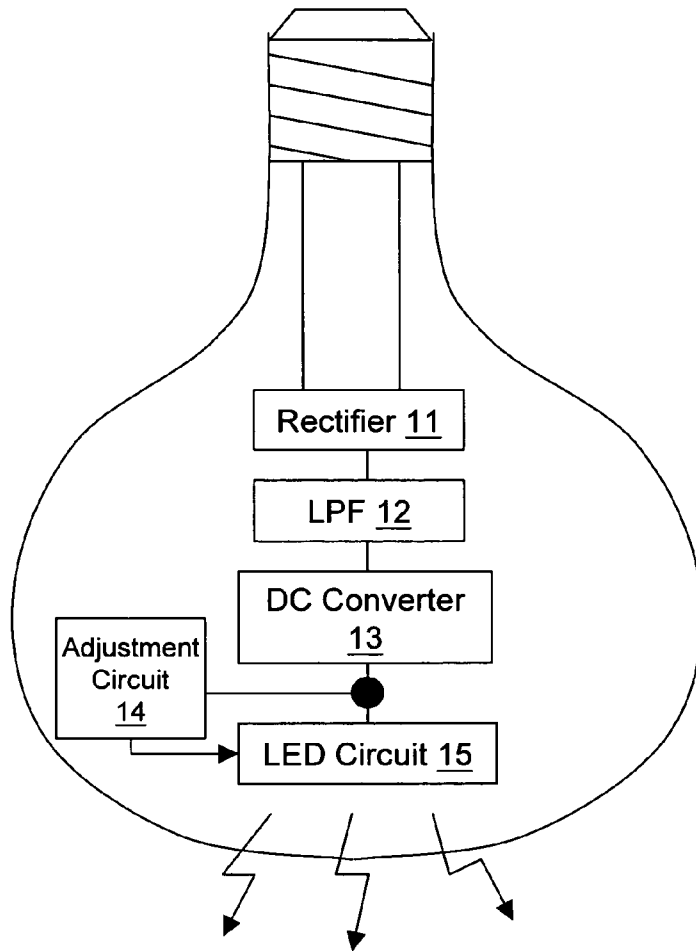 Rectifier 11
LPF 12
DC Converter
13
Adjustment
Circuit
14
LED Circuit 15